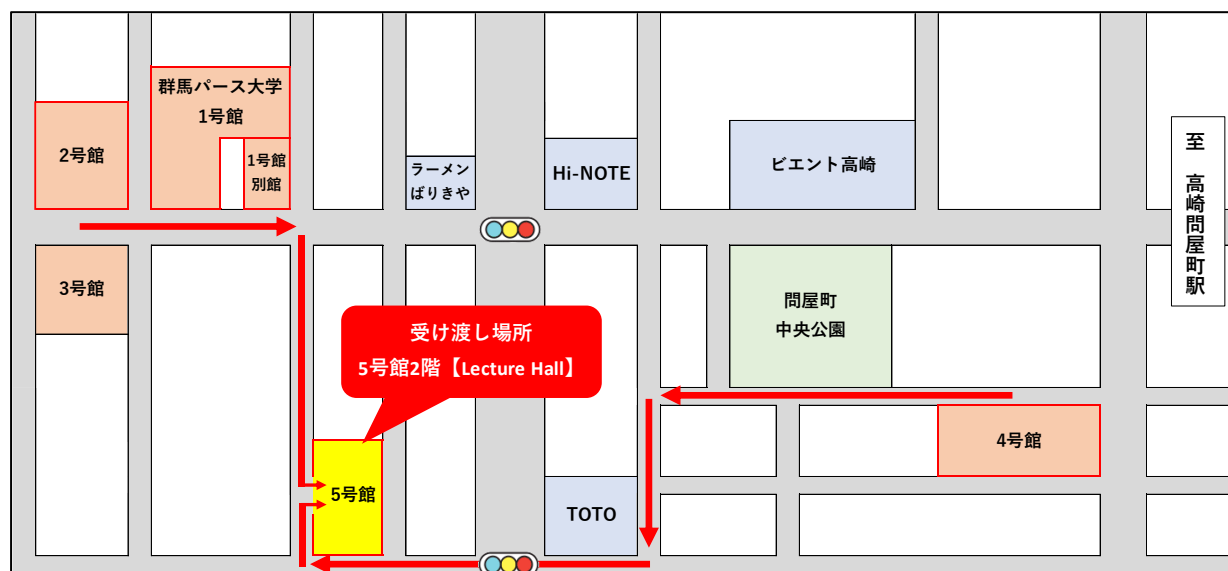 群馬パース大学
1号館
2号館
1号館
別館
ラーメン
ばりきや
Hi-NOTE
ビエント高崎
至 高崎問屋町駅
3号館
問屋町
中央公園
受け渡し場所
5号館2階【Lecture Hall】
4号館
5号館
TOTO